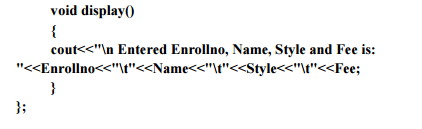 void display()
{
cout<<"\n Entered Enrollno, Name, Style and Fee is:
"<<Enrollno<<"\t"<<Name<<"\t"<<Style<<"\t"<<Fee;
}
};